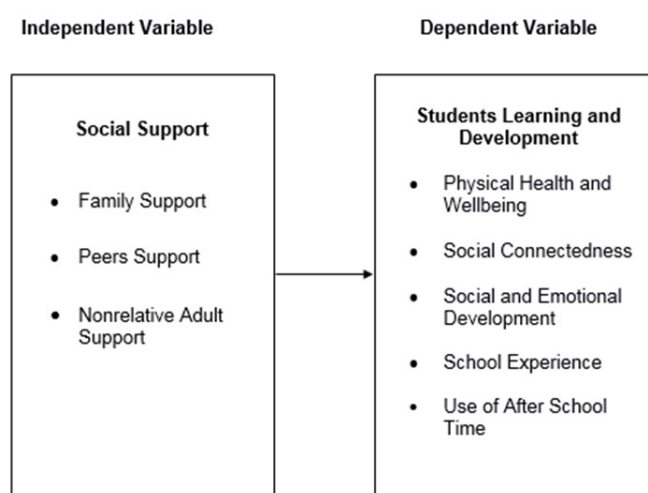 Independent Variable
Dependent Variable
Social Support
• Family Support
• Peers Support
• Nonrelative Adult
Support
Students Learning and
Development
• Physical Health and
Wellbeing
• Social Connectedness
• Social and Emotional
Development
• School Experience
• Use of After School
Time